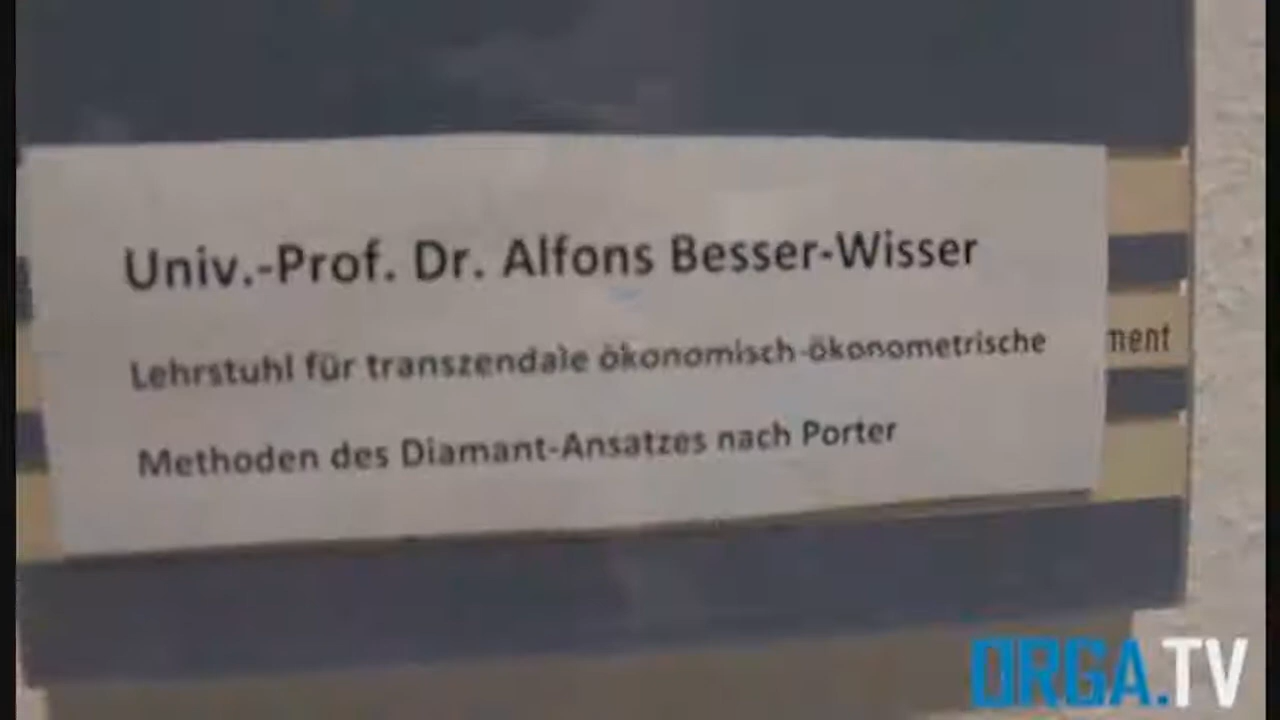 Univ.-Prof. Dr. Alfons Besser-Wisser
Lehrstuhl für transzendale ökonomisch-ökonometrische
ment
Methoden des Diamant-Ansatzes nach Porter
ORGA.TV